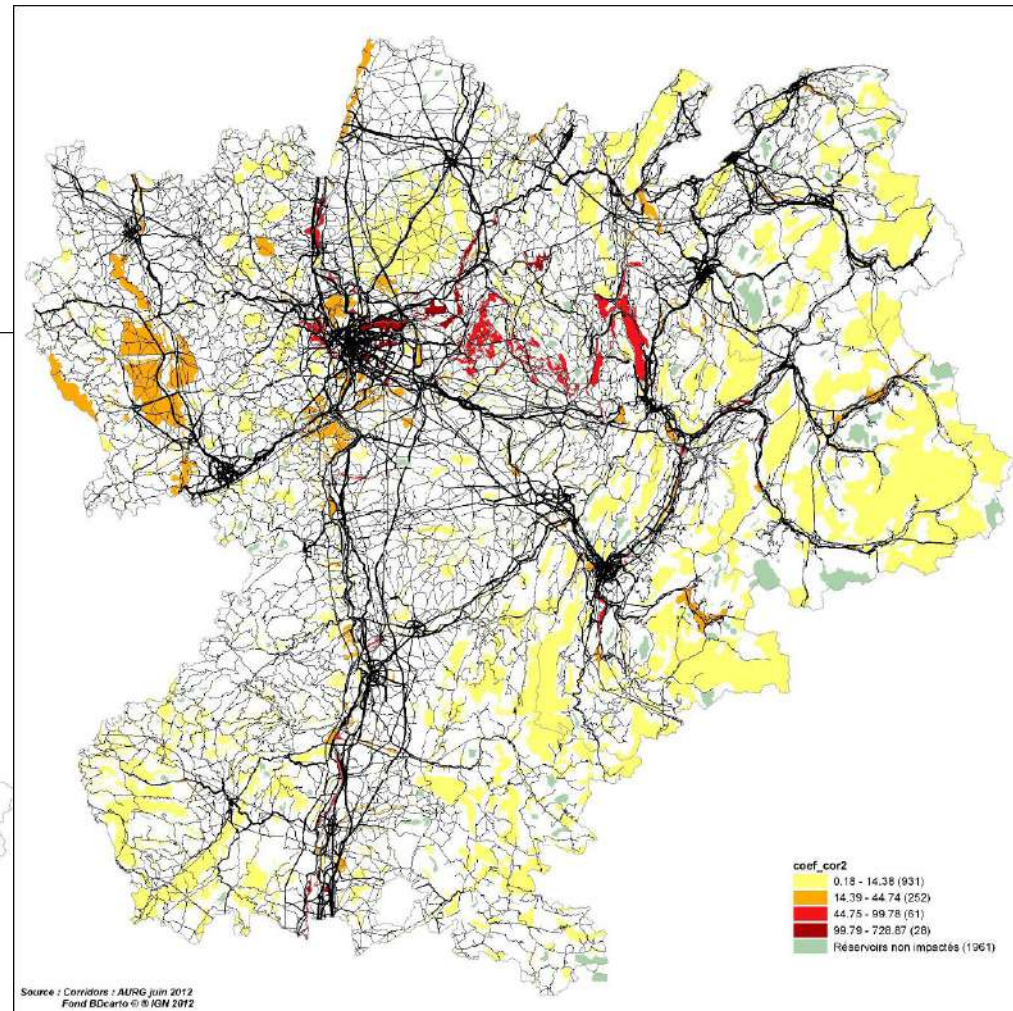 coef_cor2
0.18 - 14.38 (931)
14.39 - 44.74 (252)
44.75 - 99.78 (61)
99.79 - 728.87 (28)
Réservoirs non impactés (1961)
Source : Corridors : AURG juin 2012
Fond BDcarto © ® IGN 2012